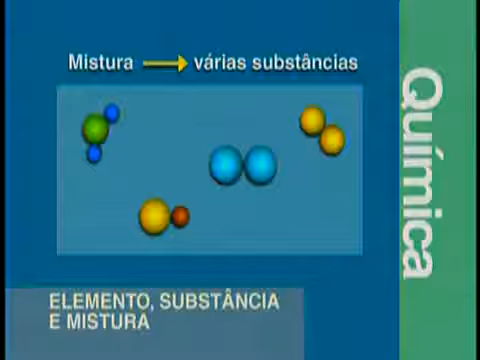 Mistura → várias substâncias
Química
ELEMENTO, SUBSTÂNCIA
E MISTURA